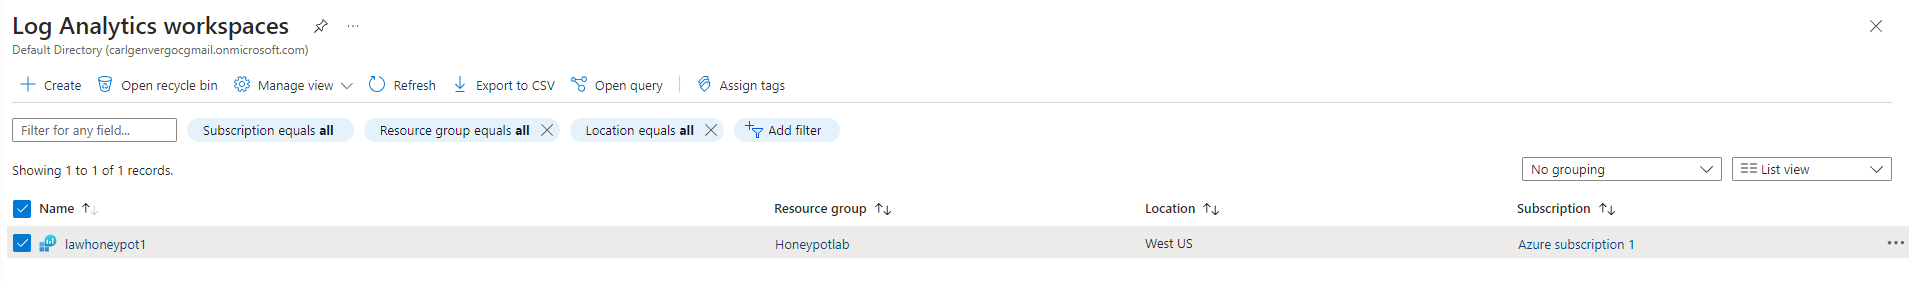 Log Analytics workspaces
Default Directory (carlgenvergocgmail.onmicrosoft.com)
Create Open recycle bin Manage view Refresh Export to CSV Open query Assign tags
Filter for any field... Subscription equals all Resource group equals all Location equals all Add filter
Showing 1 to 1 of 1 records. No grouping List view
Name Resource group Location Subscription
lawhoneypot1 Honeypotlab West US Azure subscription 1